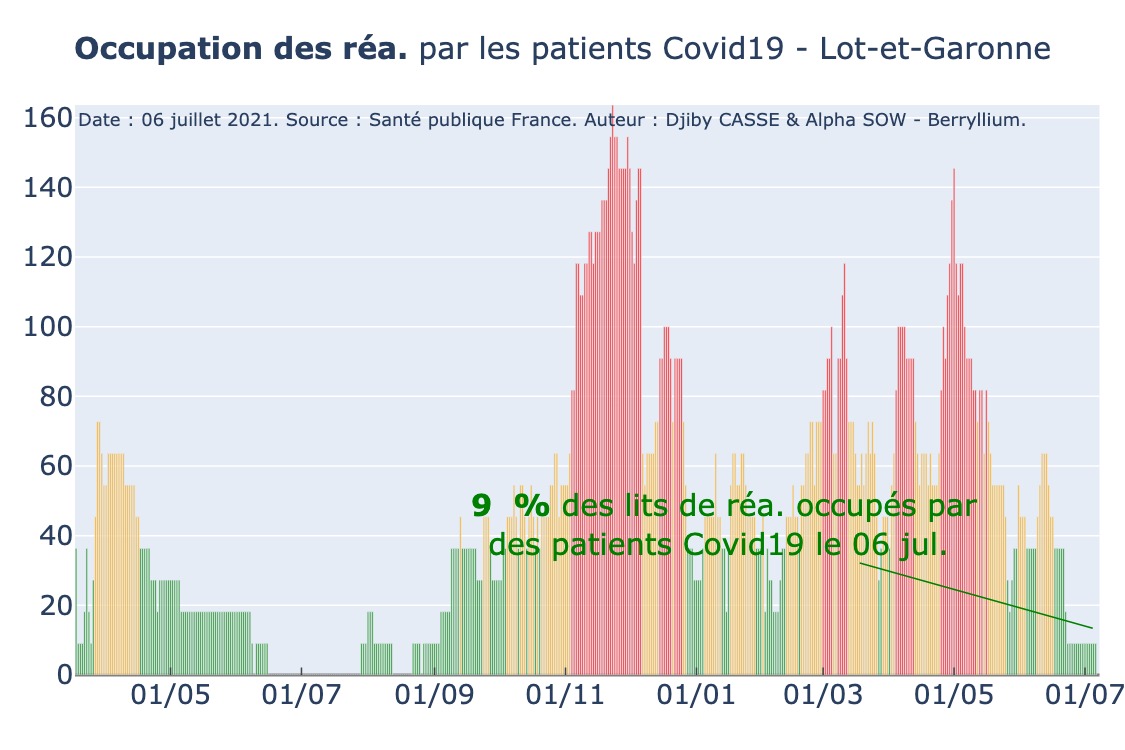 Occupation des réa. par les patients Covid19 - Lot-et-Garonne
160
Date : 06 juillet 2021. Source : Santé publique France. Auteur : Djiby CASSE & Alpha SOW - Berryllium.
140
120
100
80
60
9 % des lits de réa. occupés par
des patients Covid19 le 06 jul.
40
20
0
01/05 01/07 01/09 01/11 01/01 01/03 01/05 01/07